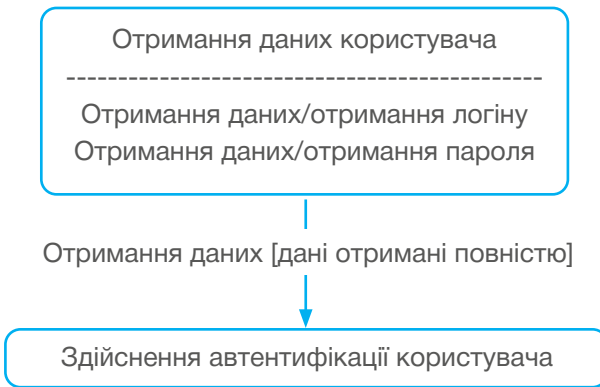 Отримання даних користувача
----------------------------------------------
Отримання даних/отримання логіну
Отримання даних/отримання пароля
Отримання даних [дані отримані повністю]
Здійснення автентифікації користувача